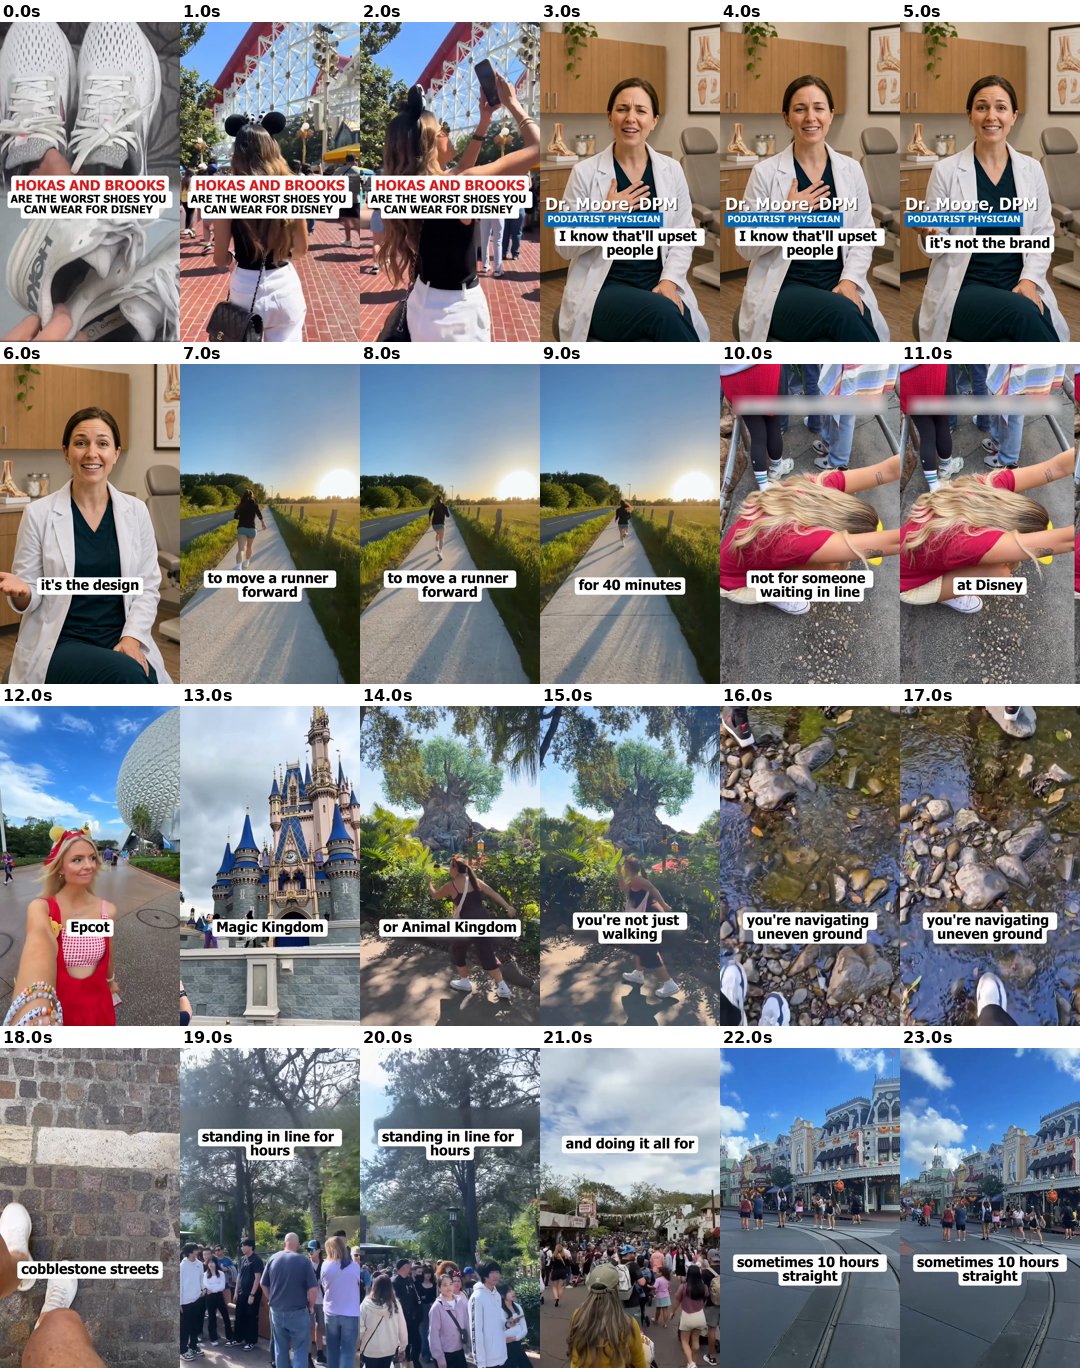 0.0s
1.0s
2.0s
3.0s
4.0s
5.0s
HOKAS AND BROOKS
ARE THE WORST SHOES YOU
CAN WEAR FOR DISNEY
HOKAS AND BROOKS
ARE THE WORST SHOES YOU
CAN WEAR FOR DISNEY
HOKAS AND BROOKS
ARE THE WORST SHOES YOU
CAN WEAR FOR DISNEY
Dr. Moore, DPM
PODIATRIST PHYSICIAN
I know that'll upset
people
Dr. Moore, DPM
PODIATRIST PHYSICIAN
I know that'll upset
people
Dr. Moore, DPM
PODIATRIST PHYSICIAN
it's not the brand
HOKA
6.0s
7.0s
8.0s
9.0s
10.0s
11.0s
it's the design
to move a runner
forward
to move a runner
forward
for 40 minutes
not for someone
waiting in line
at Disney
12.0s
13.0s
14.0s
15.0s
16.0s
17.0s
Epcot
Magic Kingdom
or Animal Kingdom
you're not just
walking
you're navigating
uneven ground
you're navigating
uneven ground
18.0s
19.0s
20.0s
21.0s
22.0s
23.0s
cobblestone streets
standing in line for
hours
standing in line for
hours
and doing it all for
sometimes 10 hours
straight
sometimes 10 hours
straight